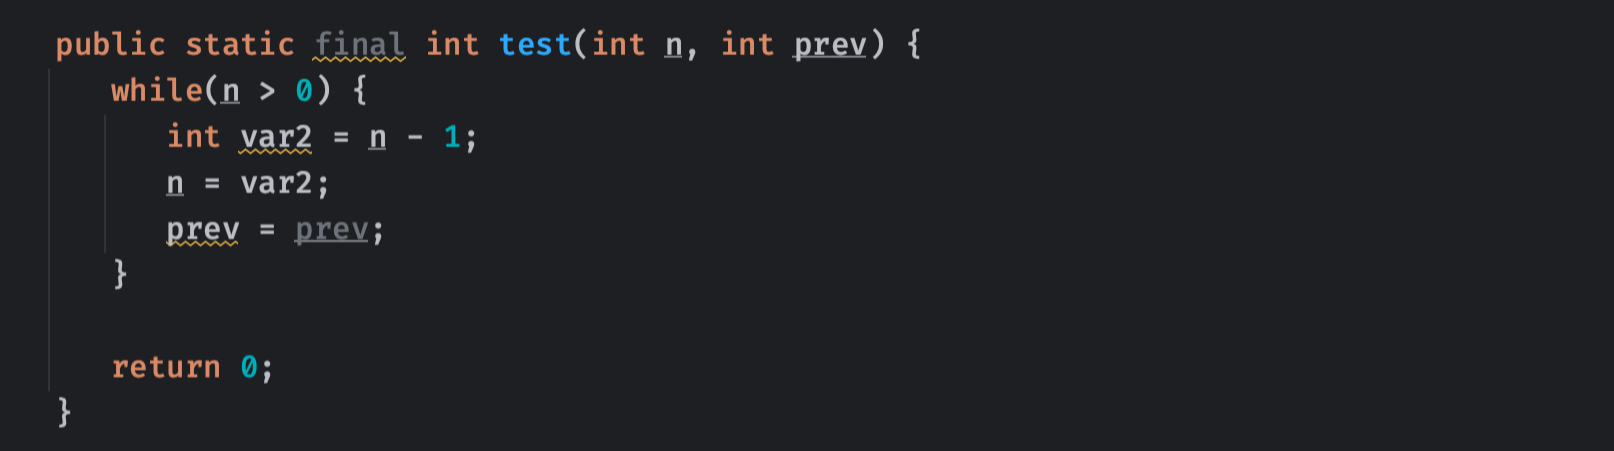 public static final int test(int n, int prev) {
while(n > 0) {
int var2 = n - 1;
n = var2;
prev = prev;
}
return 0;
}